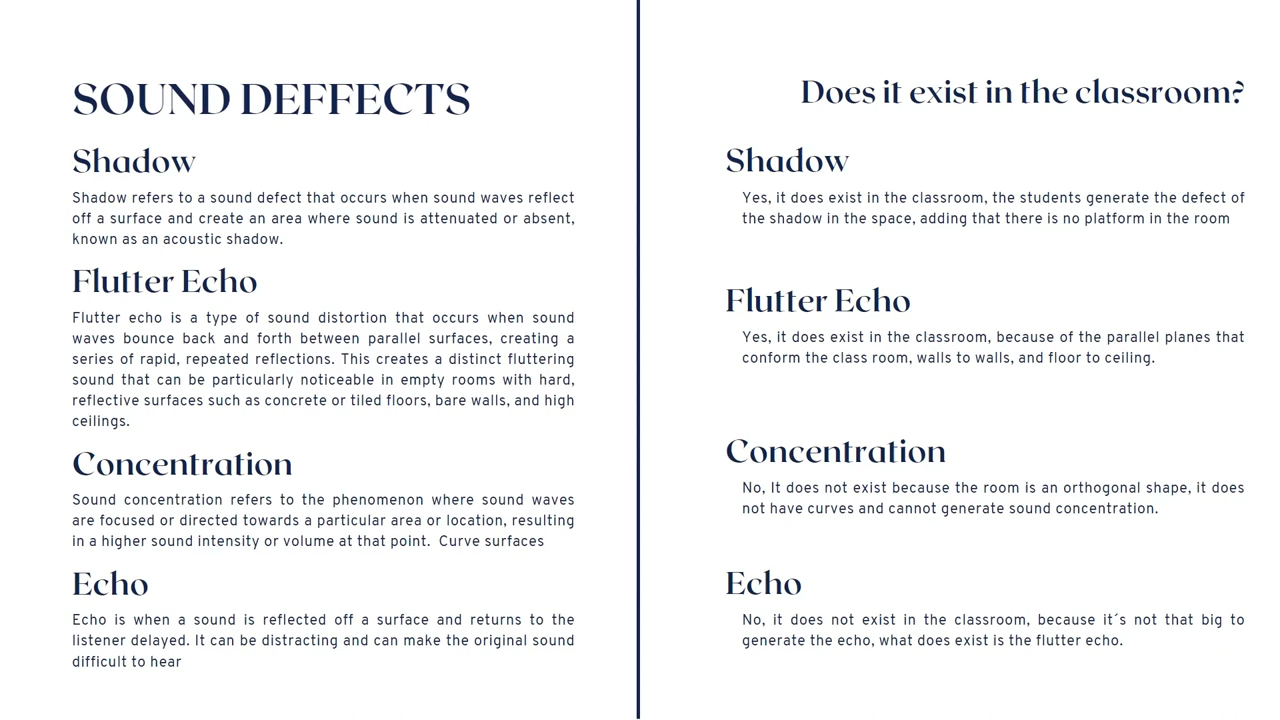 SOUND DEFFECTS
Shadow
Shadow refers to a sound defect that occurs when sound waves reflect
off a surface and create an area where sound is attenuated or absent,
known as an acoustic shadow.
Flutter Echo
Flutter echo is a type of sound distortion that occurs when sound
waves bounce back and forth between parallel surfaces, creating a
series of rapid, repeated reflections. This creates a distinct fluttering
sound that can be particularly noticeable in empty rooms with hard,
reflective surfaces such as concrete or tiled floors, bare walls, and high
ceilings.
Concentration
Sound concentration refers to the phenomenon where sound waves
are focused or directed towards a particular area or location, resulting
in a higher sound intensity or volume at that point.  Curve surfaces
Echo
Echo is when a sound is reflected off a surface and returns to the
listener delayed. It can be distracting and can make the original sound
difficult to hear
Does it exist in the classroom?
Shadow
Yes, it does exist in the classroom, the students generate the defect of
the shadow in the space, adding that there is no platform in the room
Flutter Echo
Yes, it does exist in the classroom, because of the parallel planes that
conform the class room, walls to walls, and floor to ceiling.
Concentration
No, It does not exist because the room is an orthogonal shape, it does
not have curves and cannot generate sound concentration.
Echo
No, it does not exist in the classroom, because it´s not that big to
generate the echo, what does exist is the flutter echo.